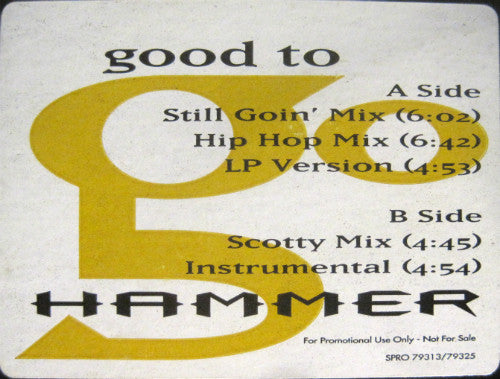 good to
go
A Side
Still Goin' Mix (6:02)
Hip Hop Mix (6:42)
LP Version (4:53)
B Side
Scotty Mix (4:45)
Instrumental (4:54)
HAMMER
For Promotional Use Only - Not For Sale
SPRO 79313/79325